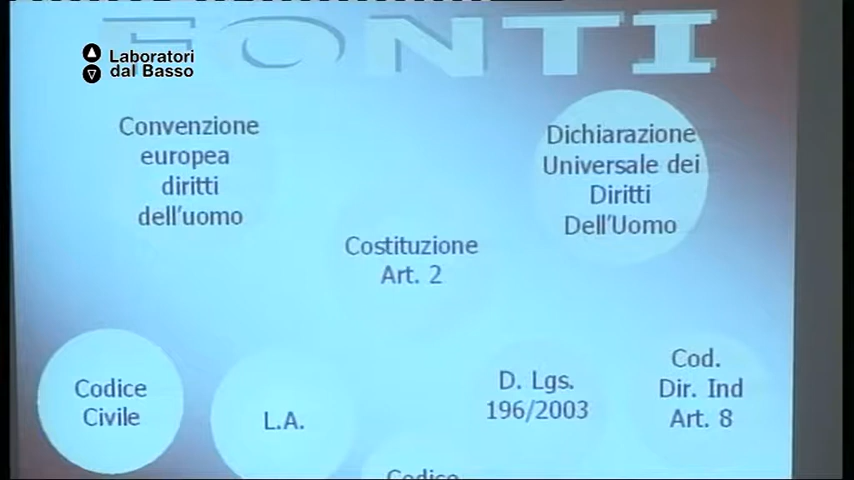 FONTI
Laboratori
dal Basso
Convenzione
europea
diritti
dell'uomo
Dichiarazione
Universale dei
Diritti
Dell'Uomo
Costituzione
Art. 2
Codice
Civile
L.A.
D. Lgs.
196/2003
Cod.
Dir. Ind
Art. 8
Codice